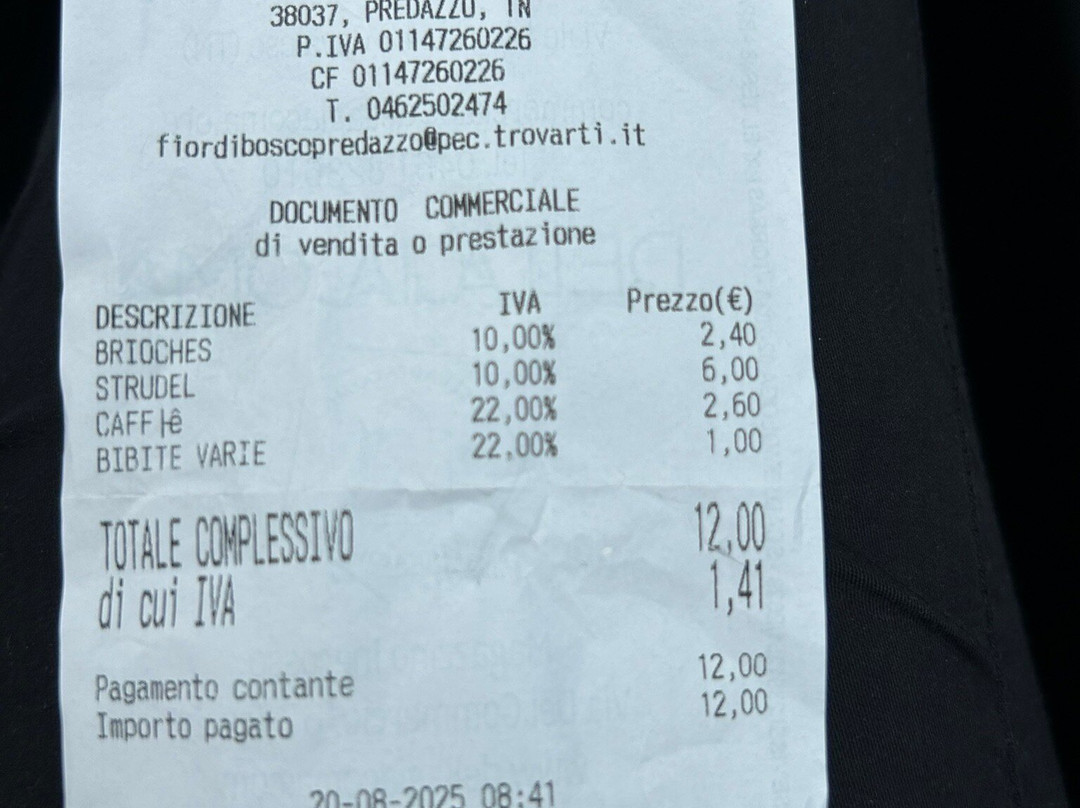 38037, PREDAZZO, TN
P.IVA 01147260226
CF 01147260226
T. 0462502474
fiordiboscopredazzo@pec.trovarti.it
DOCUMENTO COMMERCIALE
di vendita o prestazione
DESCRIZIONE IVA Prezzo(€)
BRIOCHES 10,00% 2,40
STRUDEL 10,00% 6,00
CAFF├ê 22,00% 2,60
BIBITE VARIE 22,00% 1,00
TOTALE COMPLESSIVO 12,00
di cui IVA 1,41
Pagamento contante 12,00
Importo pagato 12,00
20-08-2025 08:41